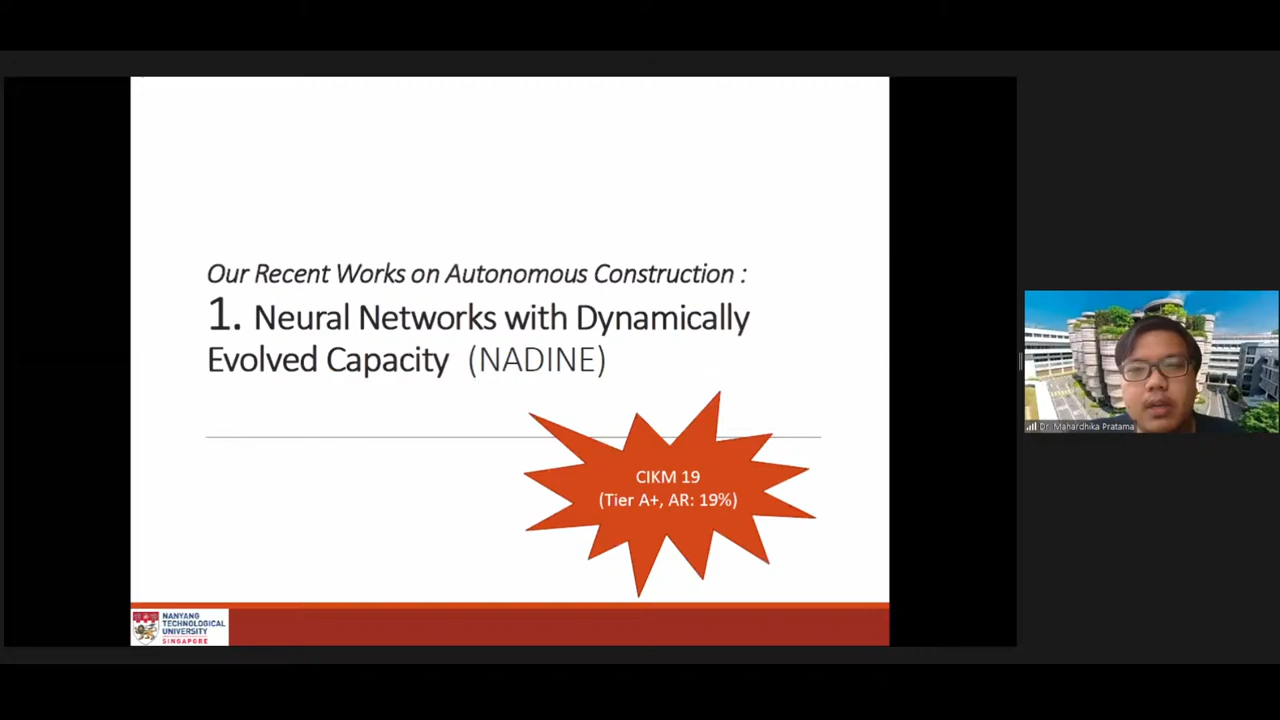 Our Recent Works on Autonomous Construction :
1. Neural Networks with Dynamically
Evolved Capacity (NADINE)
CIKM 19
(Tier A+, AR: 19%)
NANYANG
TECHNOLOGICAL
UNIVERSITY
SINGAPORE
Dr. Mahardhika Pratama